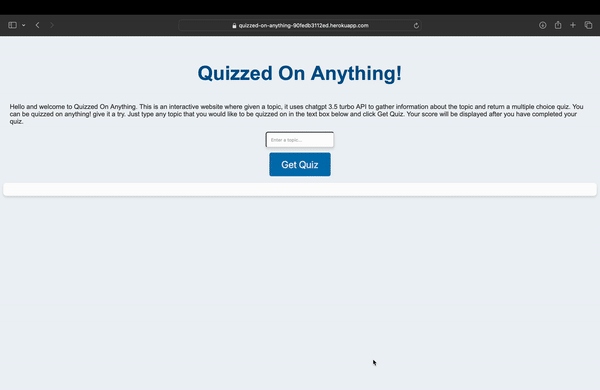 quizzed-on-anything-90fedb3112ed.herokuapp.com
Quizzed On Anything!
Hello and welcome to Quizzed On Anything. This is an interactive website where given a topic, it uses chatgpt 3.5 turbo API to gather information about the topic and return a multiple choice quiz. You
can be quizzed on anything! give it a try. Just type any topic that you would like to be quizzed on in the text box below and click Get Quiz. Your score will be displayed after you have completed your
quiz.
Enter a topic...
Get Quiz